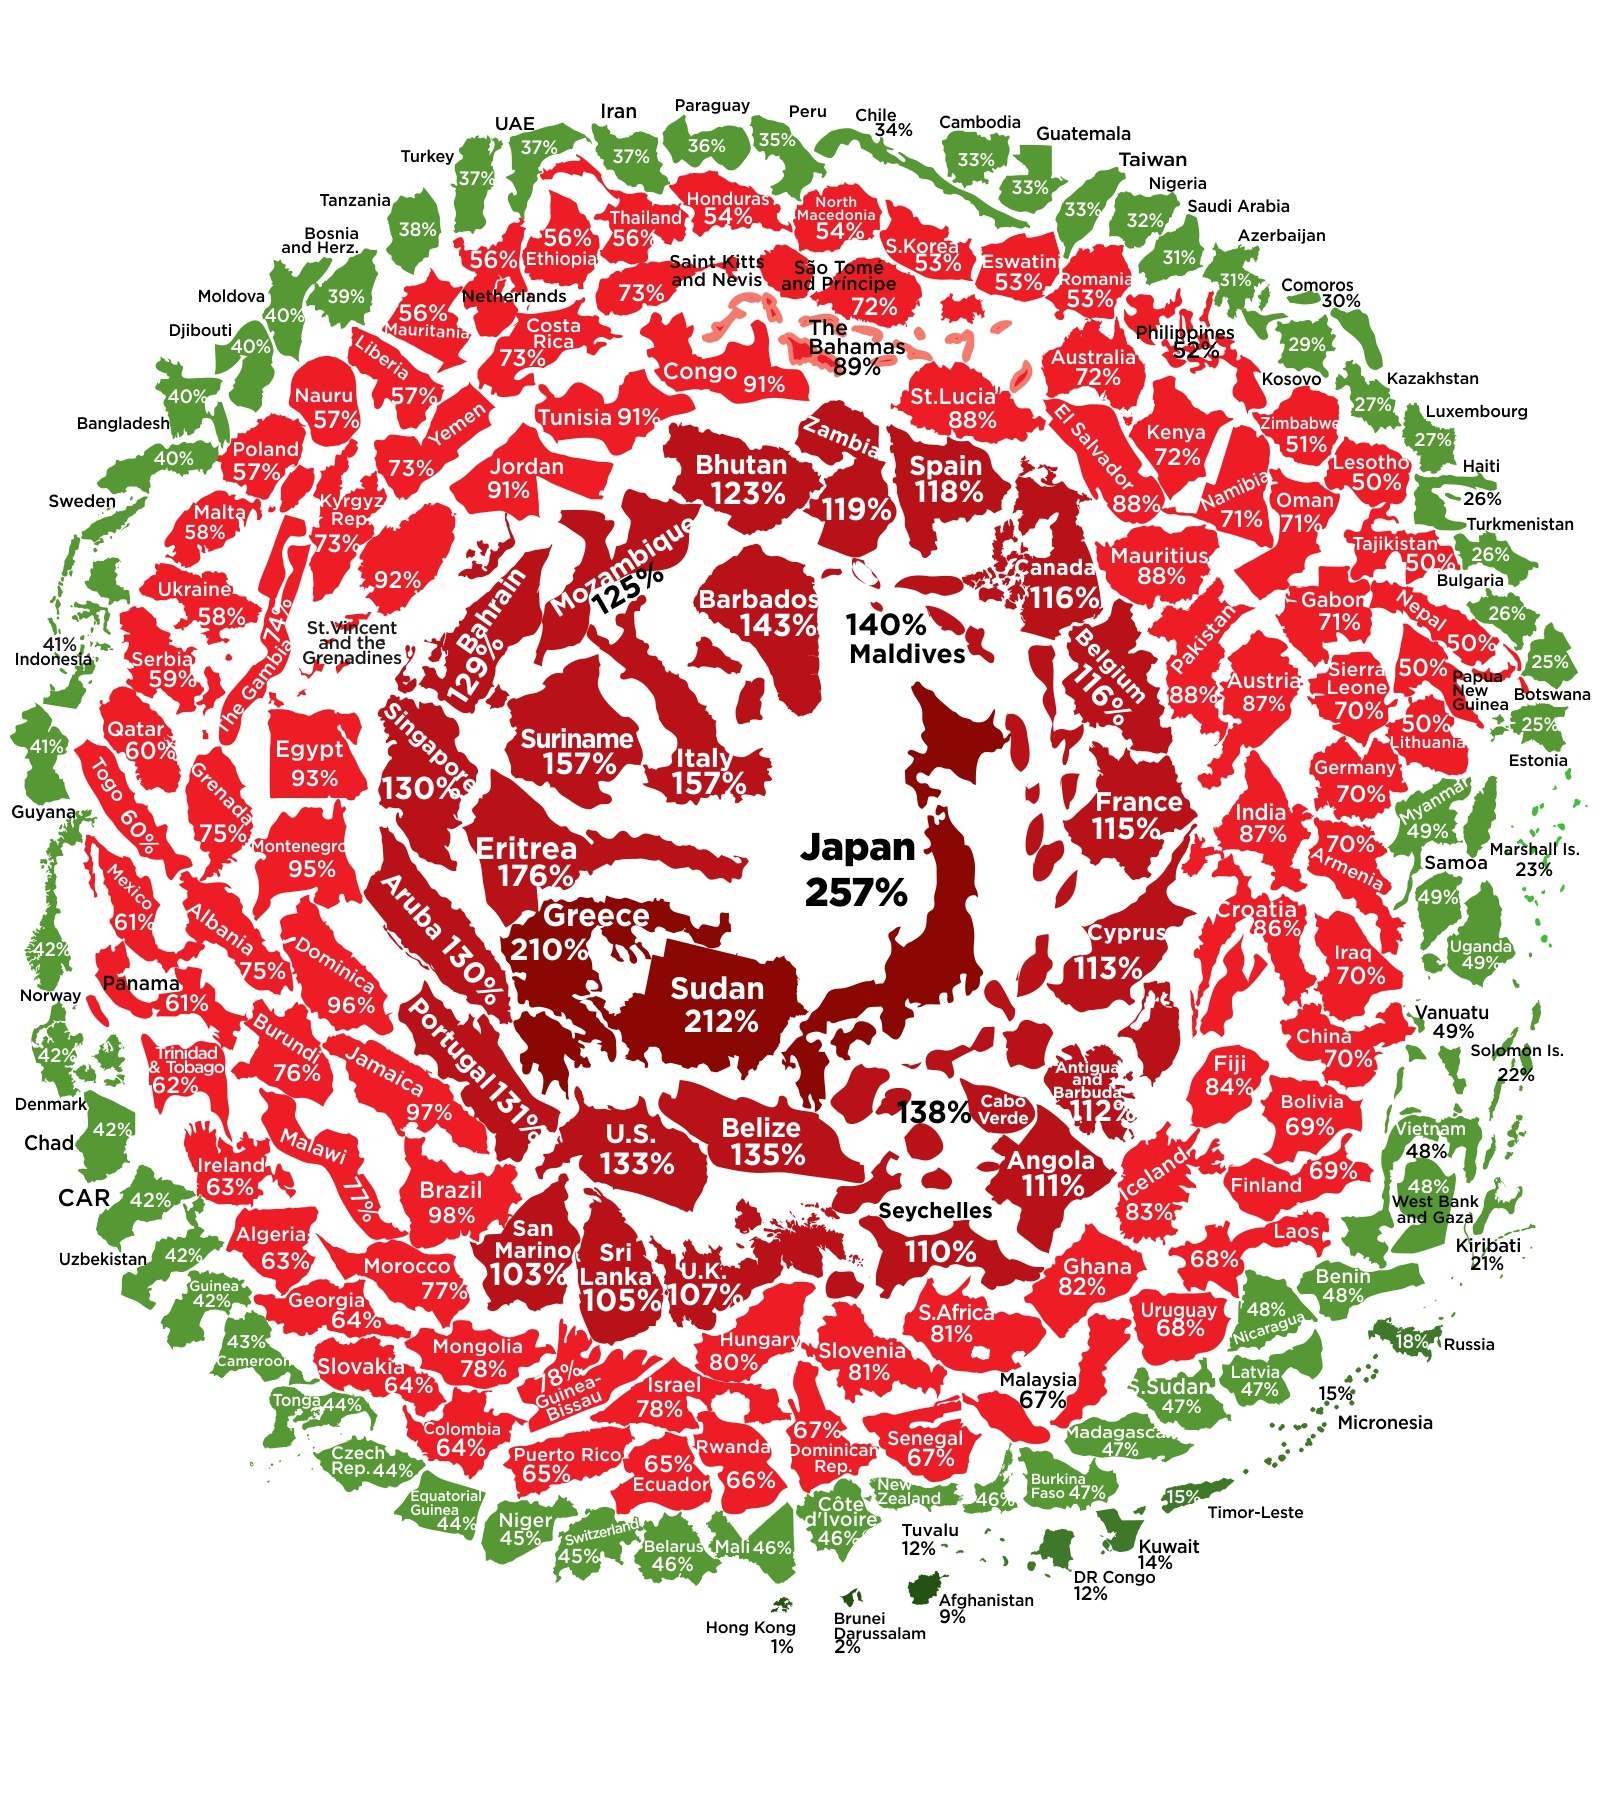 Paraguay
36%
Peru
35%
Chile
34%
Cambodia
33%
Guatemala
33%
Taiwan
33%
Nigeria
32%
Saudi Arabia
31%
Azerbaijan
31%
Comoros
30%
29%
Kosovo
Kazakhstan
27%
Luxembourg
27%
Haiti
26%
Turkmenistan
26%
Bulgaria
26%
25%
Botswana
25%
Estonia
Iran
37%
UAE
37%
Turkey
37%
Tanzania
38%
Bosnia
and Herz.
39%
Moldova
40%
Djibouti
40%
40%
Bangladesh
40%
Sweden
41%
Indonesia
41%
Guyana
42%
Norway
42%
Denmark
Chad
42%
CAR
42%
Uzbekistan
42%
Guinea
42%
43%
Cameroon
Tonga 44%
Czech
Rep. 44%
Equatorial
Guinea
44%
Niger
45%
Switzerland
45%
Belarus
46%
Mali 46%
Côte
d'Ivoire
46%
New
Zealand
46%
Burkina
Faso 47%
Madagascar
47%
S.Sudan
47%
Latvia
47%
48%
Nicaragua
Benin
48%
48%
West Bank
and Gaza
Vietnam
48%
Vanuatu
49%
Uganda
49%
Samoa
49%
Myanmar
49%
Marshall Is.
23%
Solomon Is.
22%
Kiribati
21%
18%
Russia
15%
Micronesia
15%
Timor-Leste
Kuwait
14%
DR Congo
12%
Tuvalu
12%
Afghanistan
9%
Brunei
Darussalam
2%
Hong Kong
1%
Honduras
54%
North
Macedonia
54%
S.Korea
53%
Eswatini
53%
Romania
53%
Philippines
52%
Zimbabwe
51%
Lesotho
50%
Tajikistan
50%
Nepal
50%
50%
Papua
New
Guinea
50%
Lithuania
Thailand
56%
56%
Ethiopia
56%
Netherlands
56%
Mauritania
Liberia
57%
Nauru
57%
Poland
57%
Malta
58%
Ukraine
58%
Serbia
59%
Qatar
60%
Togo 60%
Mexico
61%
Panama
61%
Trinidad
& Tobago
62%
Ireland
63%
Algeria
63%
Georgia
64%
Slovakia
64%
Colombia
64%
Puerto Rico
65%
65%
Ecuador
Rwanda
66%
67%
Dominican
Rep.
Senegal
67%
Malaysia
67%
Uruguay
68%
Laos
68%
Finland 69%
Bolivia
69%
China
70%
Iraq
70%
70%
Armenia
Germany
70%
Sierra
Leone
70%
Gabon
71%
Oman
71%
Namibia
71%
Kenya
72%
Australia
72%
São Tomé
and Príncipe
72%
Saint Kitts
and Nevis
73%
Costa
Rica
73%
Yemen
73%
Kyrgyz
Rep.
73%
The Gambia 74%
Grenada
75%
Albania
75%
Burundi
76%
Malawi
77%
Morocco
77%
Mongolia
78%
78%
Guinea-
Bissau
Israel
78%
Hungary
80%
Slovenia
81%
S.Africa
81%
Ghana
82%
Iceland
83%
Fiji
84%
Croatia
86%
India
87%
Austria
87%
Pakistan
88%
Mauritius
88%
El Salvador
88%
St.Lucia
88%
The
Bahamas
89%
Congo 91%
Tunisia 91%
Jordan
91%
92%
St.Vincent
and the
Grenadines
Egypt
93%
Montenegro
95%
Dominica
96%
Jamaica
97%
Brazil
98%
San
Marino
103%
Sri
Lanka
105%
U.K.
107%
Seychelles
110%
Angola
111%
Antigua
and
Barbuda
112%
Cyprus
113%
France
115%
Belgium
116%
Canada
116%
Spain
118%
Zambia
119%
Bhutan
123%
Mozambique
125%
Bahrain
129%
Singapore
130%
Aruba 130%
Portugal 131%
U.S.
133%
Belize
135%
138%
Cabo
Verde
140%
Maldives
Barbados
143%
Italy
157%
Suriname
157%
Eritrea
176%
Greece
210%
Sudan
212%
Japan
257%